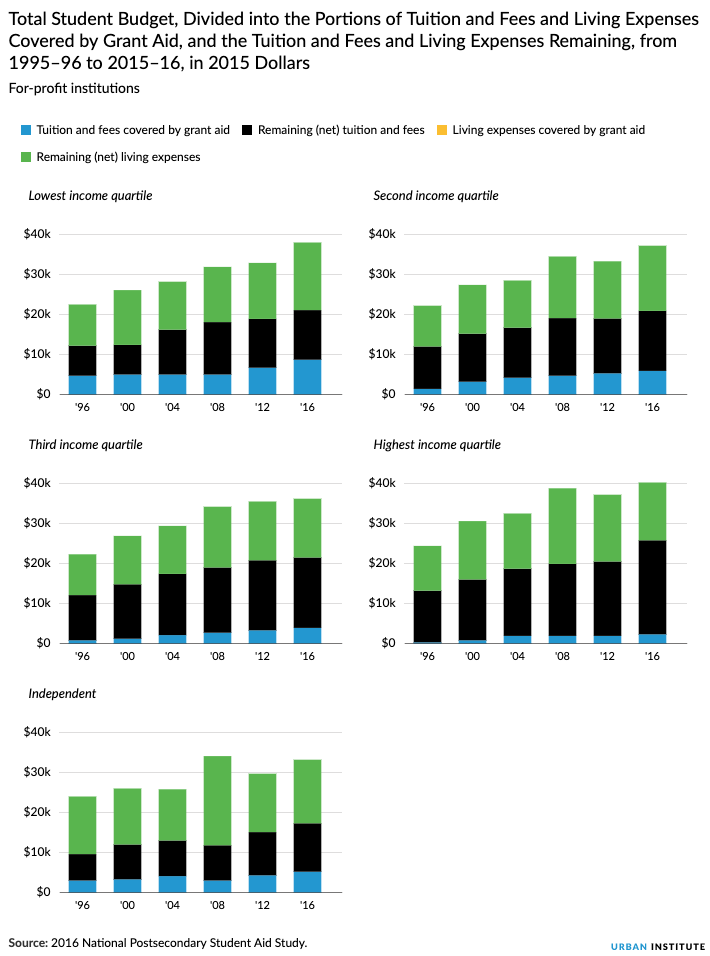 Total Student Budget, Divided into the Portions of Tuition and Fees and Living Expenses
Covered by Grant Aid, and the Tuition and Fees and Living Expenses Remaining, from
1995–96 to 2015–16, in 2015 Dollars
For-profit institutions
Tuition and fees covered by grant aid Remaining (net) tuition and fees Living expenses covered by grant aid
Remaining (net) living expenses
Lowest income quartile
$40k
$30k
$20k
$10k
$0
'96 '00 '04 '08 '12 '16
Second income quartile
$40k
$30k
$20k
$10k
$0
'96 '00 '04 '08 '12 '16
Third income quartile
$40k
$30k
$20k
$10k
$0
'96 '00 '04 '08 '12 '16
Highest income quartile
$40k
$30k
$20k
$10k
$0
'96 '00 '04 '08 '12 '16
Independent
$40k
$30k
$20k
$10k
$0
'96 '00 '04 '08 '12 '16
Source: 2016 National Postsecondary Student Aid Study.
URBAN INSTITUTE